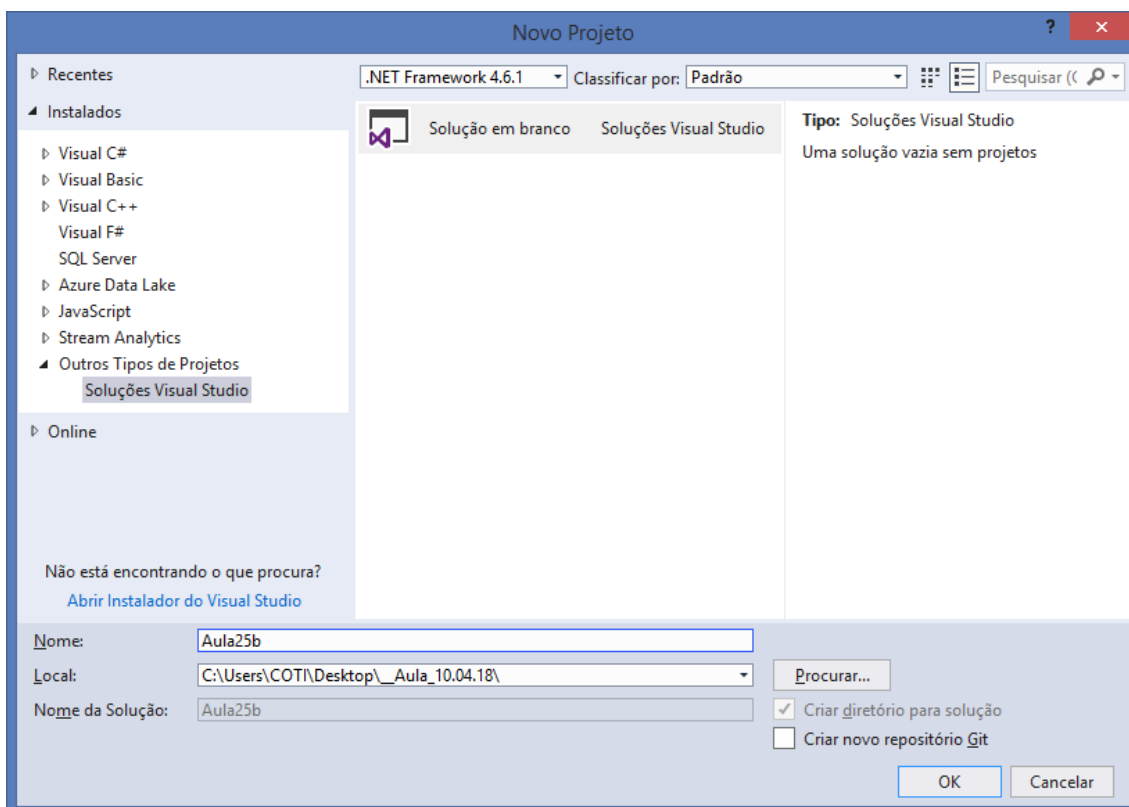 Novo Projeto
?
Recentes
.NET Framework 4.6.1
Classificar por: Padrão
Pesquisar ((
Instalados
Visual C#
Visual Basic
Visual C++
Visual F#
SQL Server
Azure Data Lake
JavaScript
Stream Analytics
Outros Tipos de Projetos
Soluções Visual Studio
Online
Não está encontrando o que procura?
Abrir Instalador do Visual Studio
Solução em branco Soluções Visual Studio
Tipo: Soluções Visual Studio
Uma solução vazia sem projetos
Nome: Aula25b
Local: C:\Users\COTI\Desktop\__Aula_10.04.18\
Procurar...
Nome da Solução: Aula25b
Criar diretório para solução
Criar novo repositório Git
OK
Cancelar